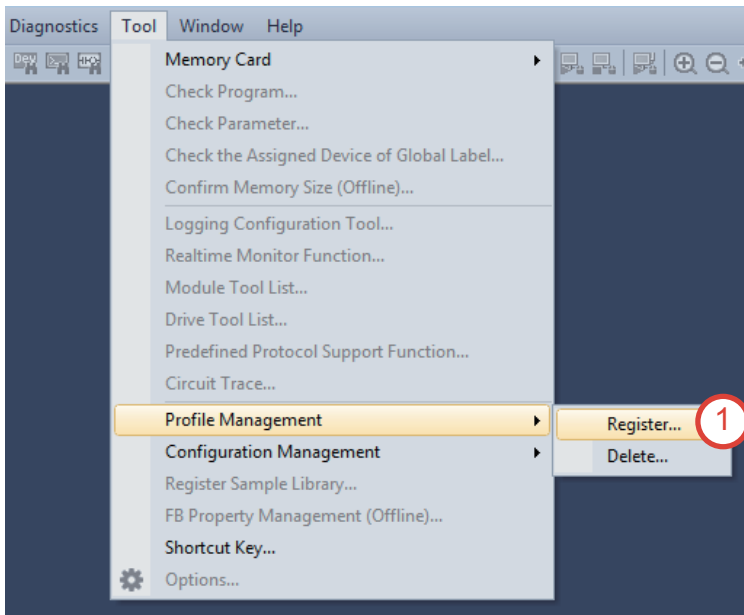 Diagnostics Tool Window Help
Memory Card
Check Program...
Check Parameter...
Check the Assigned Device of Global Label...
Confirm Memory Size (Offline)...
Logging Configuration Tool...
Realtime Monitor Function...
Module Tool List...
Drive Tool List...
Predefined Protocol Support Function...
Circuit Trace...
Profile Management
Register... 1
Configuration Management
Delete...
Register Sample Library...
FB Property Management (Offline)...
Shortcut Key...
Options...